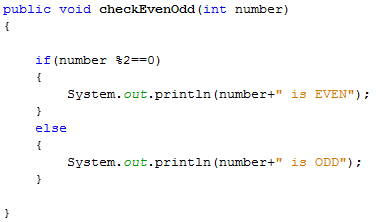 public void checkEvenOdd(int number)
{
if(number %2==0)
{
System.out.println(number+" is EVEN");
}
else
{
System.out.println(number+" is ODD");
}
}